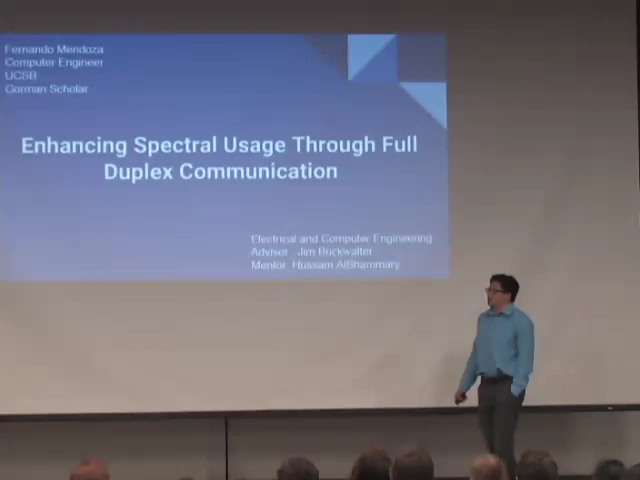 Fernando Mendoza
Computer Engineer
UCSB
Gorman Scholar
Enhancing Spectral Usage Through Full
Duplex Communication
Electrical and Computer Engineering
Advisor: Jim Buckwalter
Mentor: Hussam AlShammary